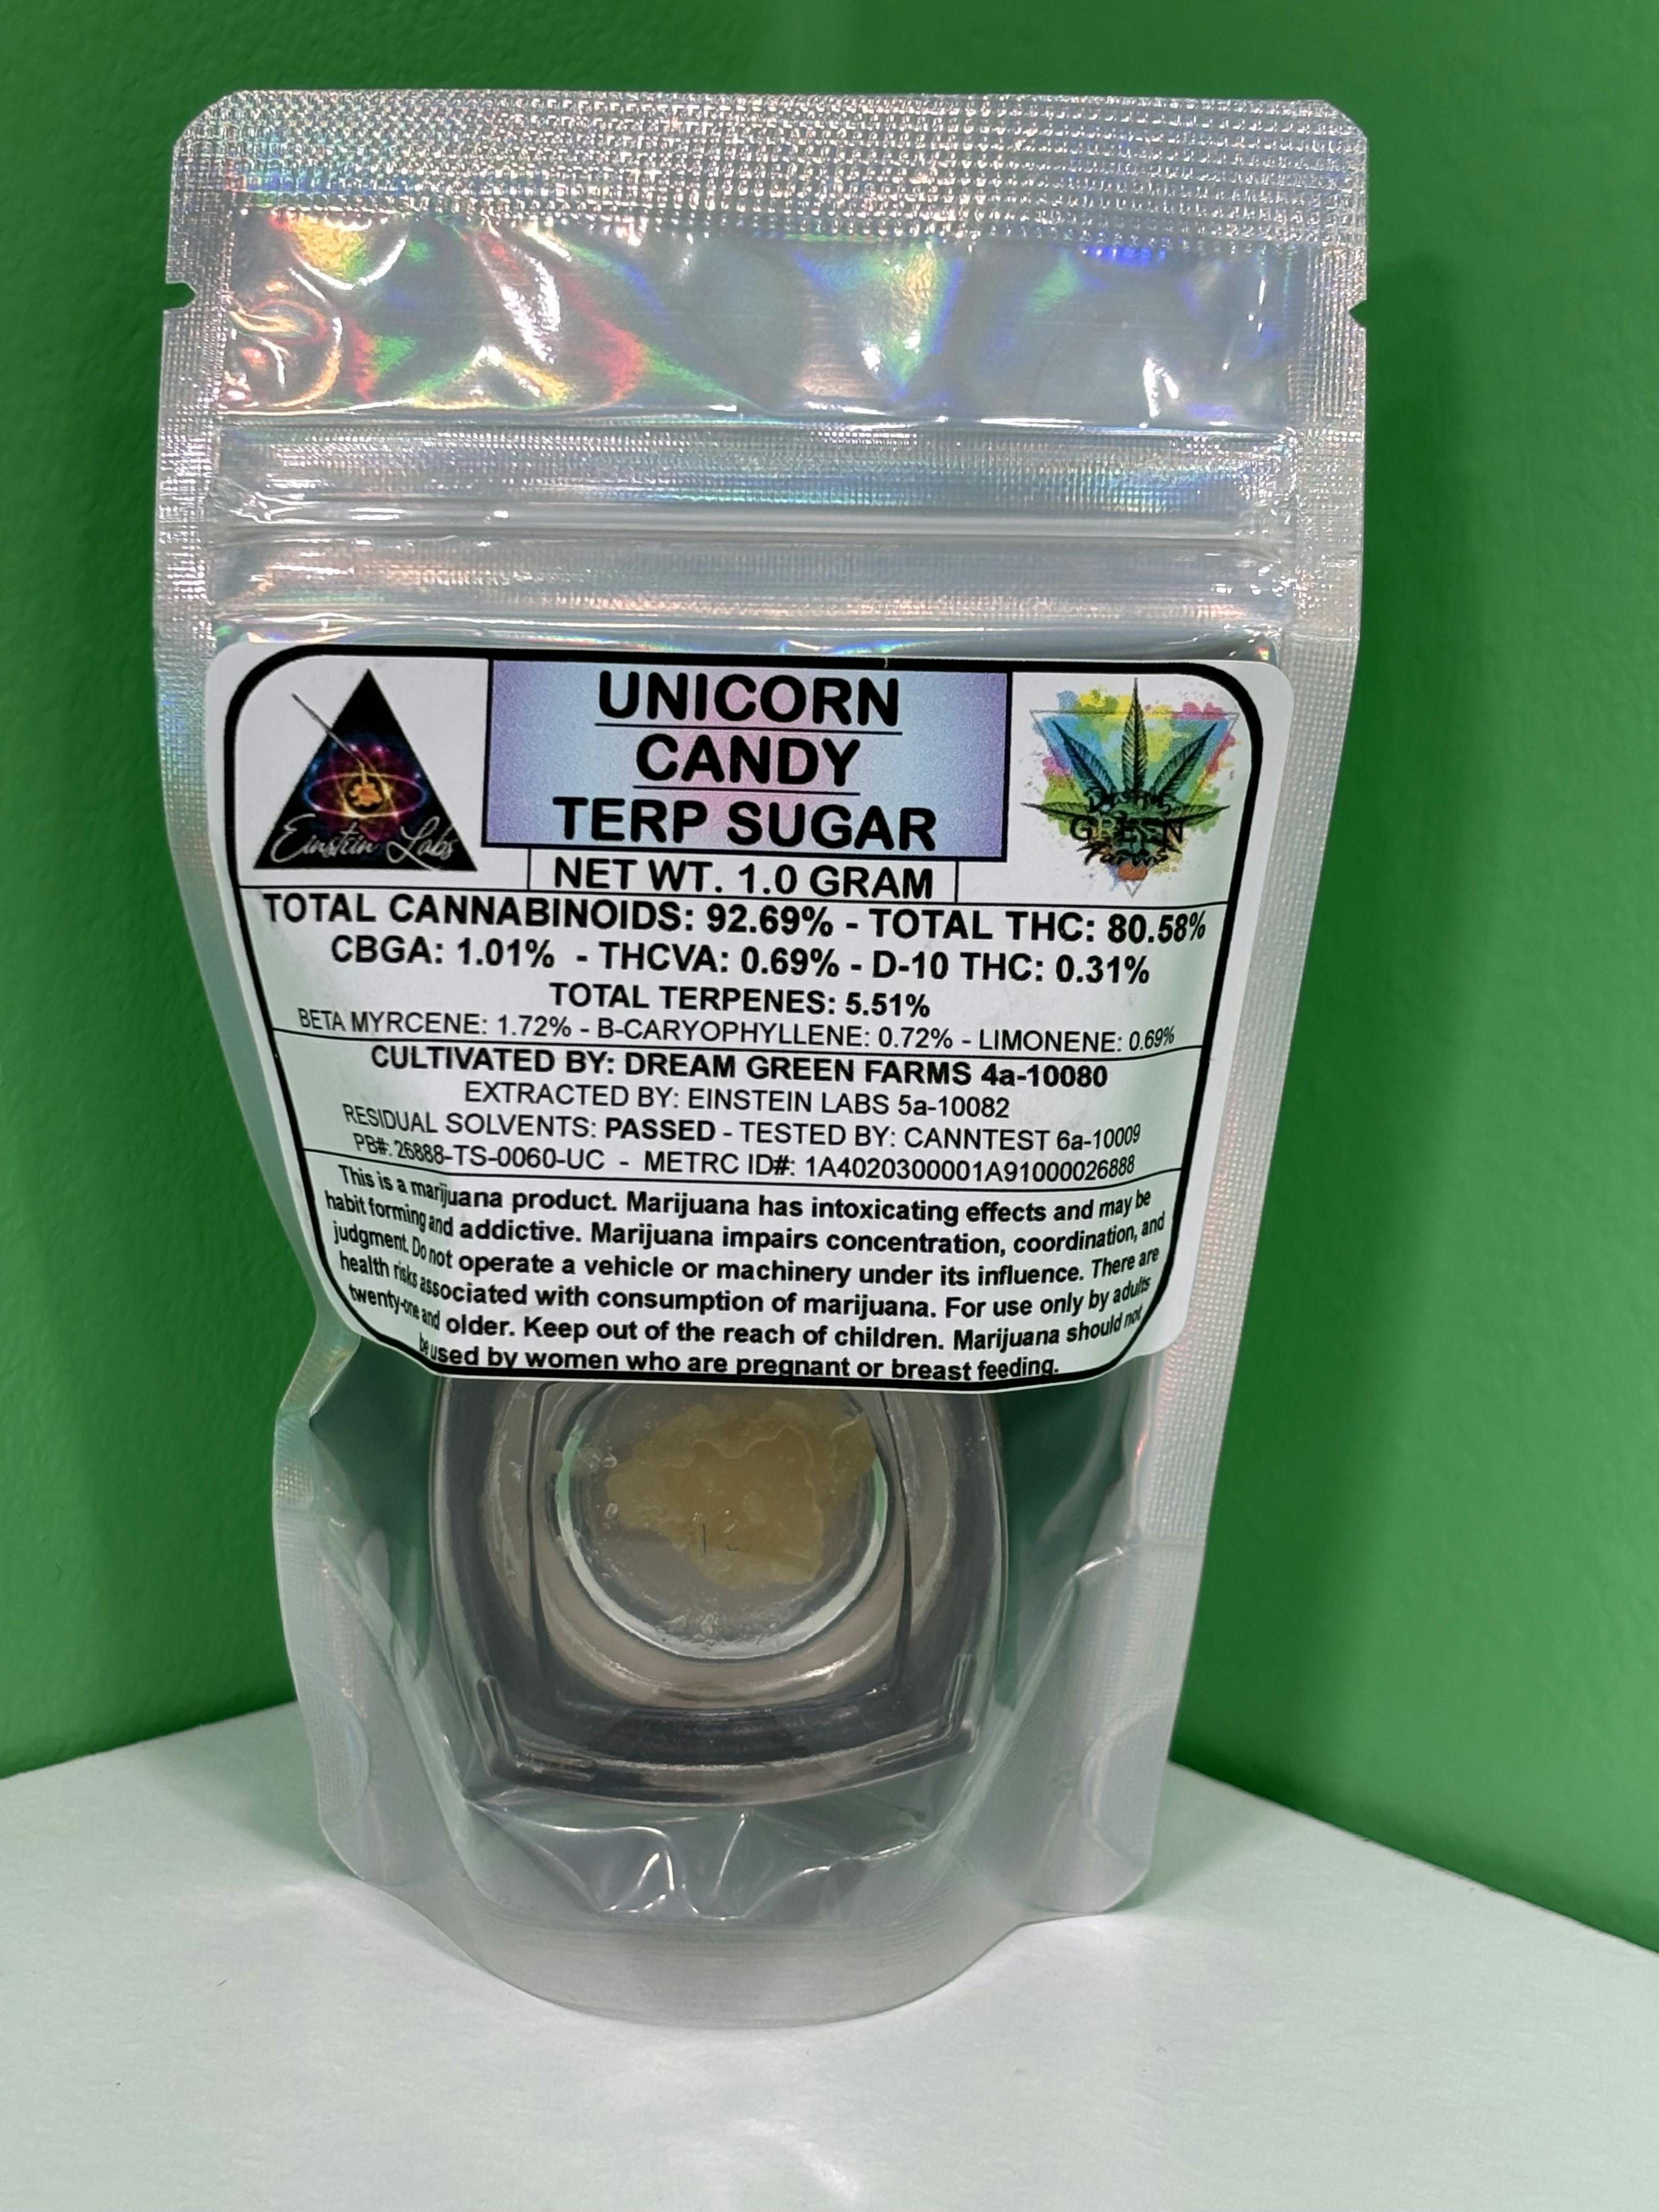 UNICORN
CANDY
TERP SUGAR
Einstein Labs
GREEN
Farms
NET WT. 1.0 GRAM
TOTAL CANNABINOIDS: 92.69% - TOTAL THC: 80.58%
CBGA: 1.01% - THCVA: 0.69% - D-10 THC: 0.31%
TOTAL TERPENES: 5.51%
BETA MYRCENE: 1.72% - B-CARYOPHYLLENE: 0.72% - LIMONENE: 0.69%
CULTIVATED BY: DREAM GREEN FARMS 4a-10080
EXTRACTED BY: EINSTEIN LABS 5a-10082
RESIDUAL SOLVENTS: PASSED - TESTED BY: CANNTEST 6a-10009
PB#: 26888-TS-0060-UC - METRC ID#: 1A4020300001A91000026888
This is a marijuana product. Marijuana has intoxicating effects and may be
habit forming and addictive. Marijuana impairs concentration, coordination, and
judgment. Do not operate a vehicle or machinery under its influence. There are
health risks associated with consumption of marijuana. For use only by adults
twenty-one and older. Keep out of the reach of children. Marijuana should not
be used by women who are pregnant or breast feeding.